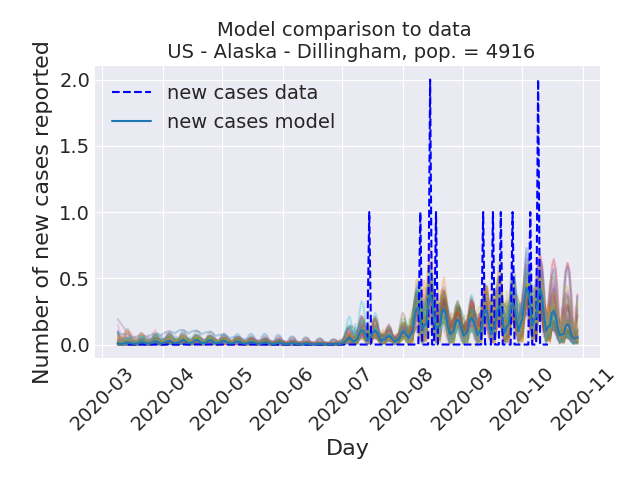 Model comparison to data
US - Alaska - Dillingham, pop. = 4916
Number of new cases reported
2.0
1.5
1.0
0.5
0.0
new cases data
new cases model
2020-03
2020-04
2020-05
2020-06
2020-07
2020-08
2020-09
2020-10
2020-11
Day